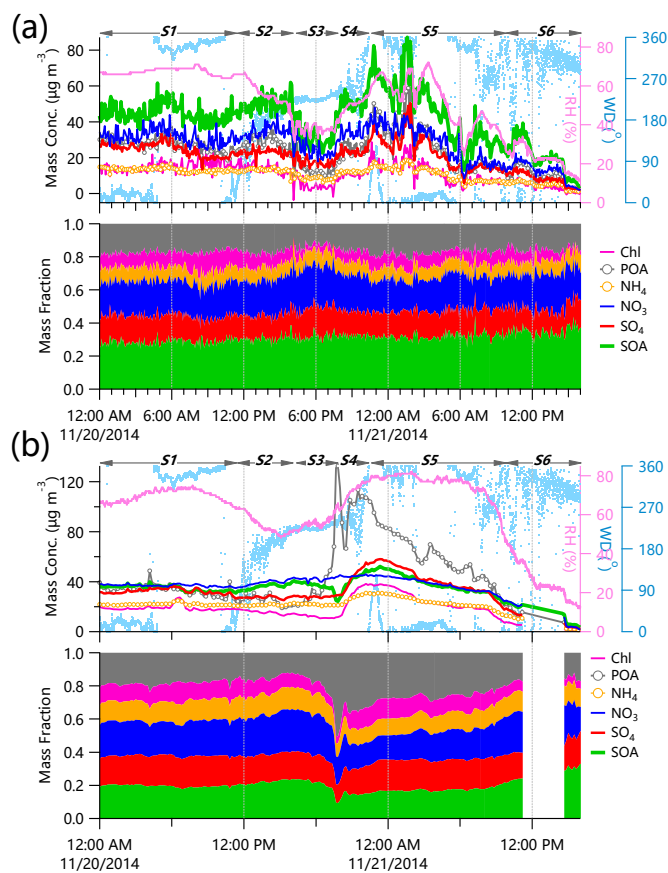 (a)
S1 S2 S3 S4 S5 S6
Mass Conc. (µg m⁻³)
80
60
40
20
0
80
60
40
20
0
RH (%)
360
270
180
90
0
WD (°)
Mass Fraction
1.0
0.8
0.6
0.4
0.2
0.0
Chl
POA
NH₄
NO₃
SO₄
SOA
12:00 AM 6:00 AM 12:00 PM 6:00 PM 12:00 AM 6:00 AM 12:00 PM
11/20/2014 11/21/2014
(b)
S1 S2 S3 S4 S5 S6
Mass Conc. (µg m⁻³)
120
80
40
0
80
60
40
20
0
RH (%)
360
270
180
90
0
WD (°)
Mass Fraction
1.0
0.8
0.6
0.4
0.2
0.0
Chl
POA
NH₄
NO₃
SO₄
SOA
12:00 AM 12:00 PM 12:00 AM 12:00 PM
11/20/2014 11/21/2014